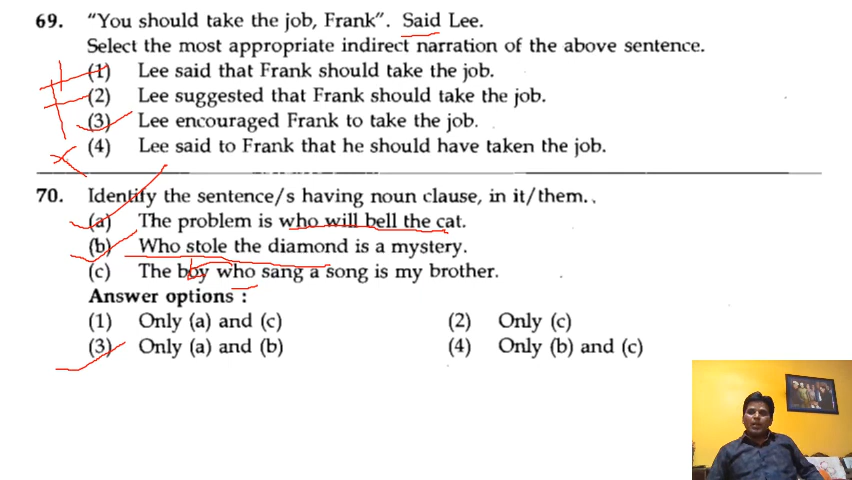 69. "You should take the job, Frank". Said Lee.
Select the most appropriate indirect narration of the above sentence.
(1) Lee said that Frank should take the job.
(2) Lee suggested that Frank should take the job.
(3) Lee encouraged Frank to take the job.
(4) Lee said to Frank that he should have taken the job.
70. Identify the sentence/s having noun clause, in it/them..
(a) The problem is who will bell the cat.
(b) Who stole the diamond is a mystery.
(c) The boy who sang a song is my brother.
Answer options :
(1) Only (a) and (c) (2) Only (c)
(3) Only (a) and (b) (4) Only (b) and (c)